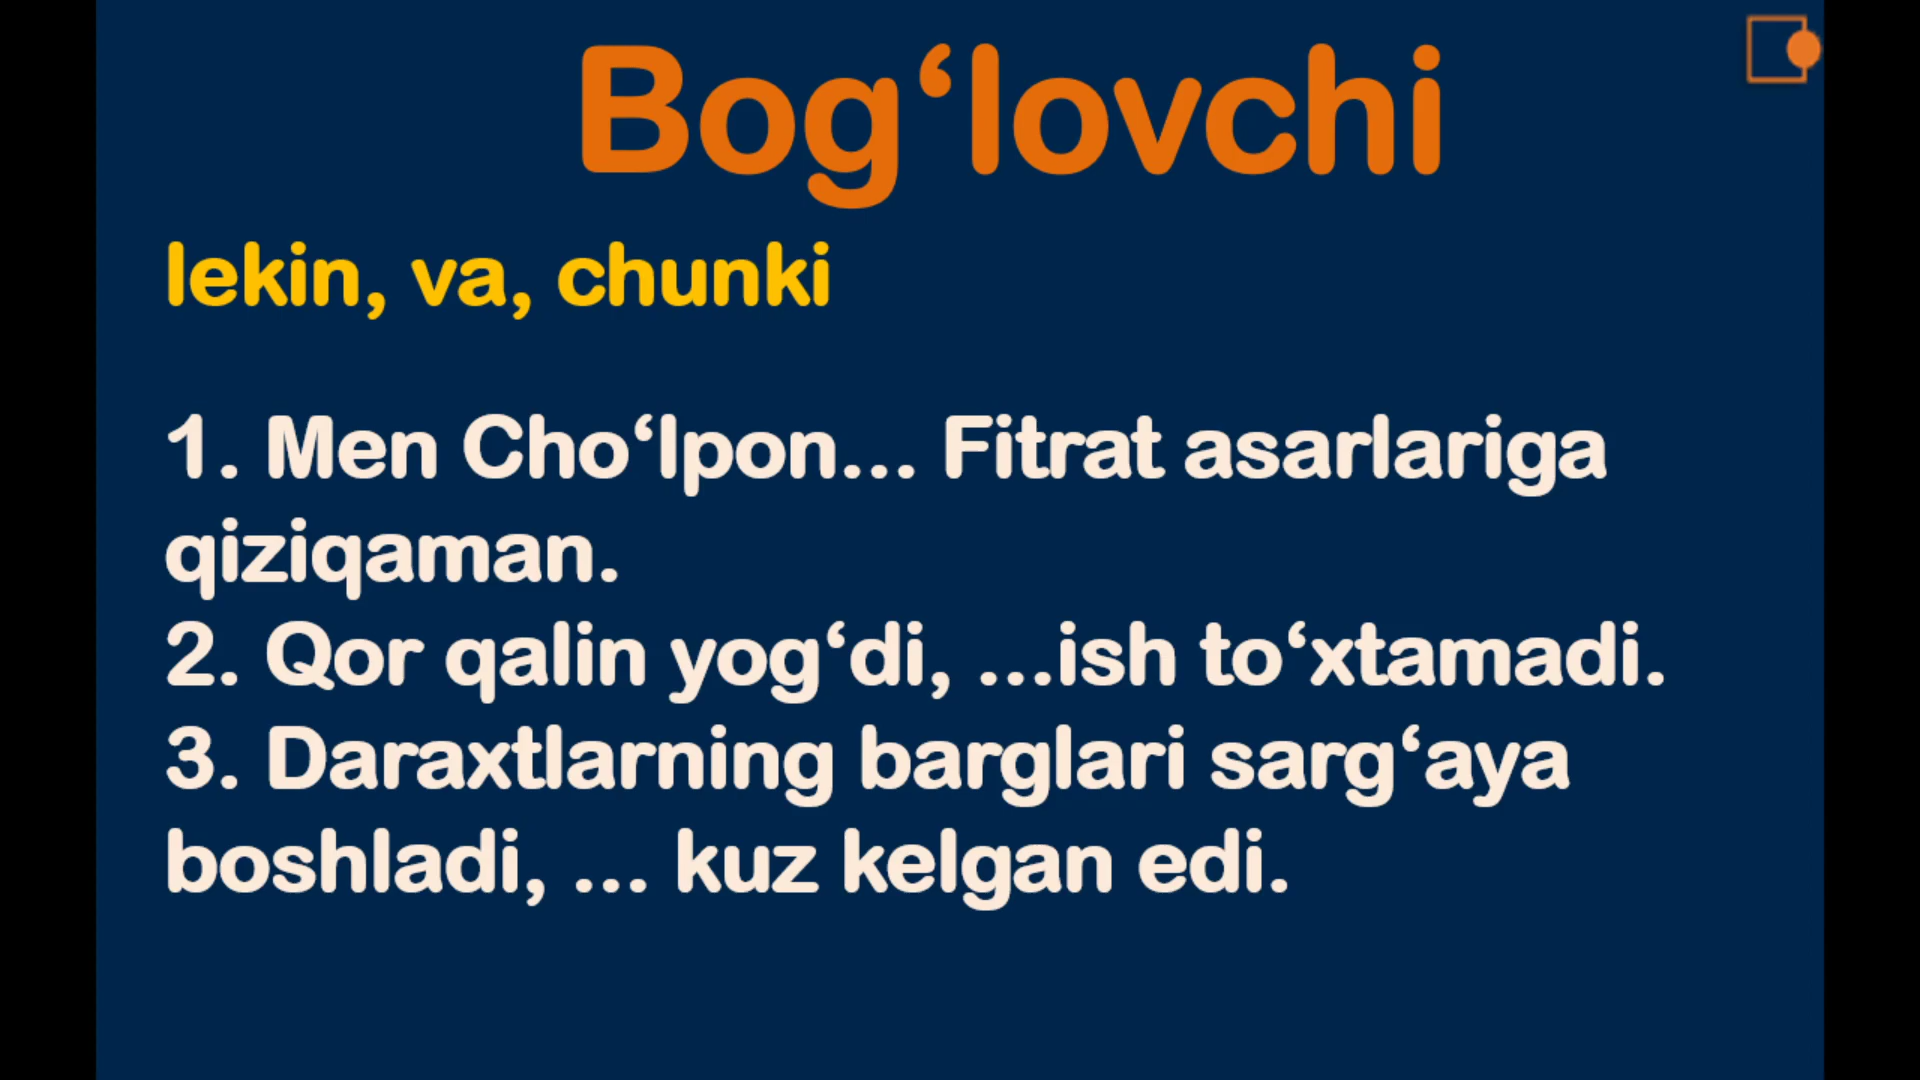 Bog‘lovchi
lekin, va, chunki
1. Men Cho‘lpon... Fitrat asarlariga
qiziqaman.
2. Qor qalin yog‘di, ...ish to‘xtamadi.
3. Daraxtlarning barglari sarg‘aya
boshladi, ... kuz kelgan edi.